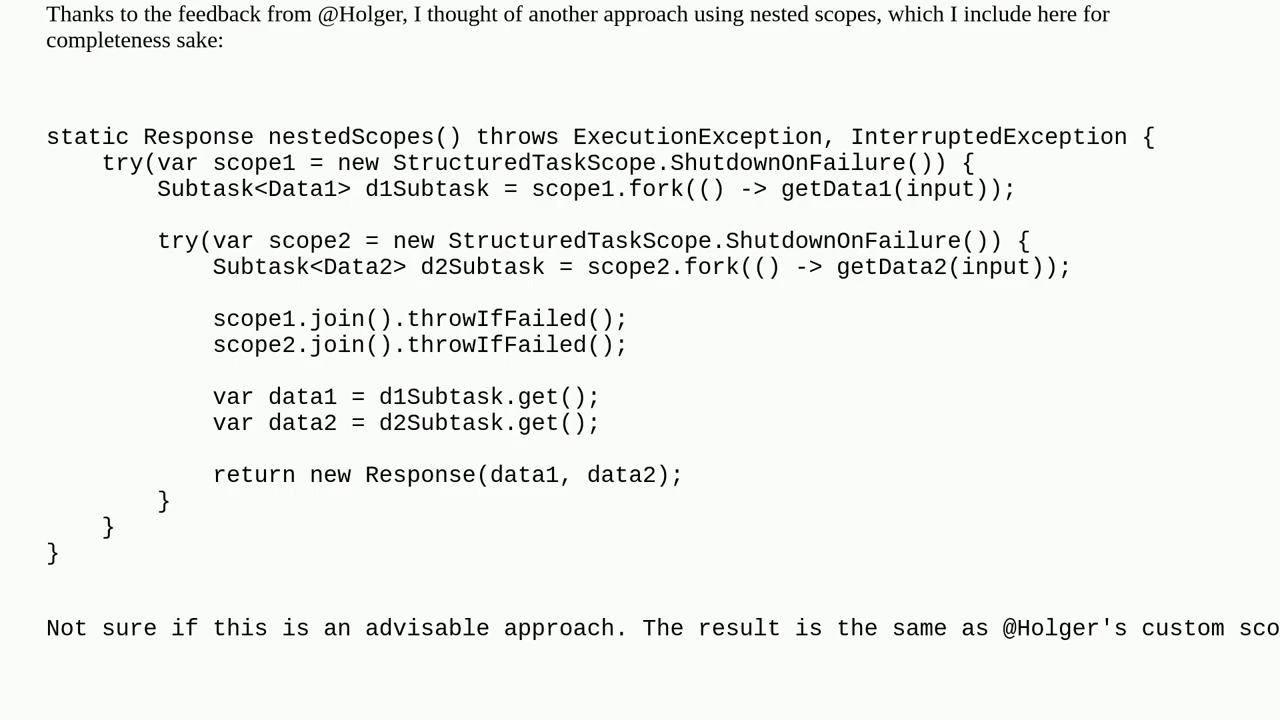 Thanks to the feedback from @Holger, I thought of another approach using nested scopes, which I include here for
completeness sake:
static Response nestedScopes() throws ExecutionException, InterruptedException {
    try(var scope1 = new StructuredTaskScope.ShutdownOnFailure()) {
        Subtask<Data1> d1Subtask = scope1.fork(() -> getData1(input));
        try(var scope2 = new StructuredTaskScope.ShutdownOnFailure()) {
            Subtask<Data2> d2Subtask = scope2.fork(() -> getData2(input));
            scope1.join().throwIfFailed();
            scope2.join().throwIfFailed();
            var data1 = d1Subtask.get();
            var data2 = d2Subtask.get();
            return new Response(data1, data2);
        }
    }
}
Not sure if this is an advisable approach. The result is the same as @Holger's custom sco